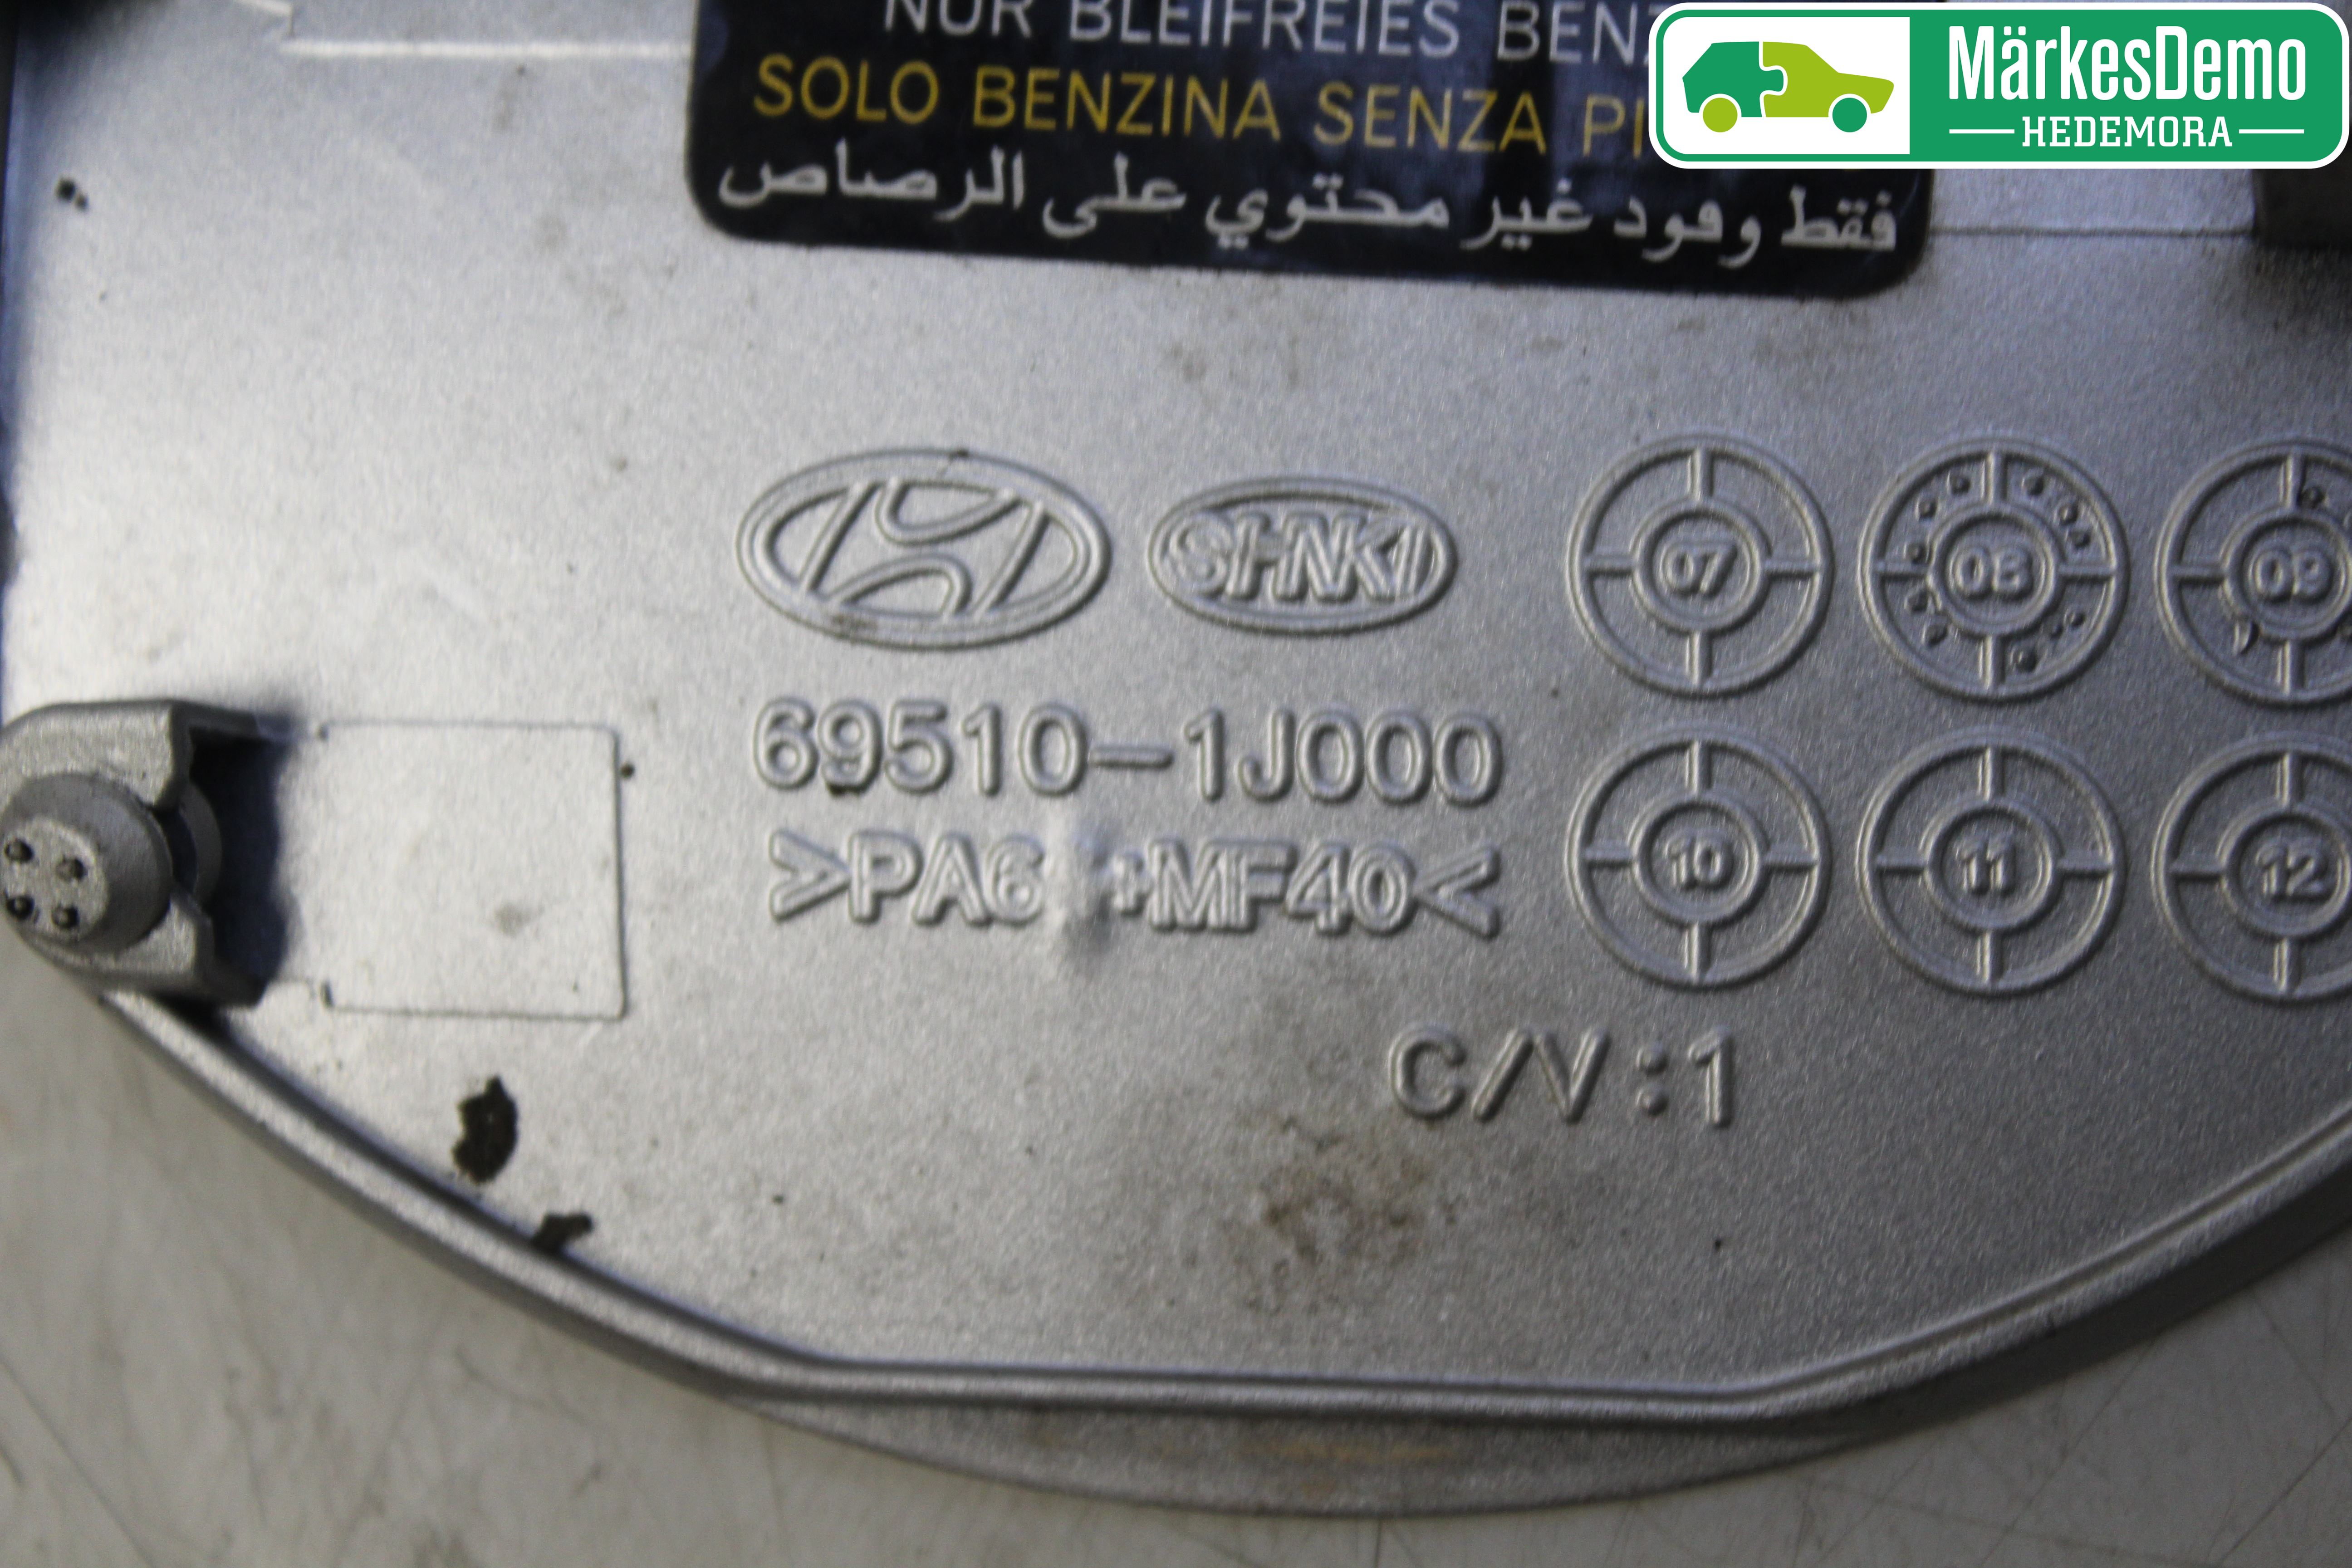 NUR BLEIFREIES BENZ
SOLO BENZINA SENZA PI
فقط وقود غير محتوي على الرصاص
MärkesDemo
HEDEMORA
SHNKI
07 08 09
69510-1J000
>PA6 +MF40<
10 11 12
C/V:1